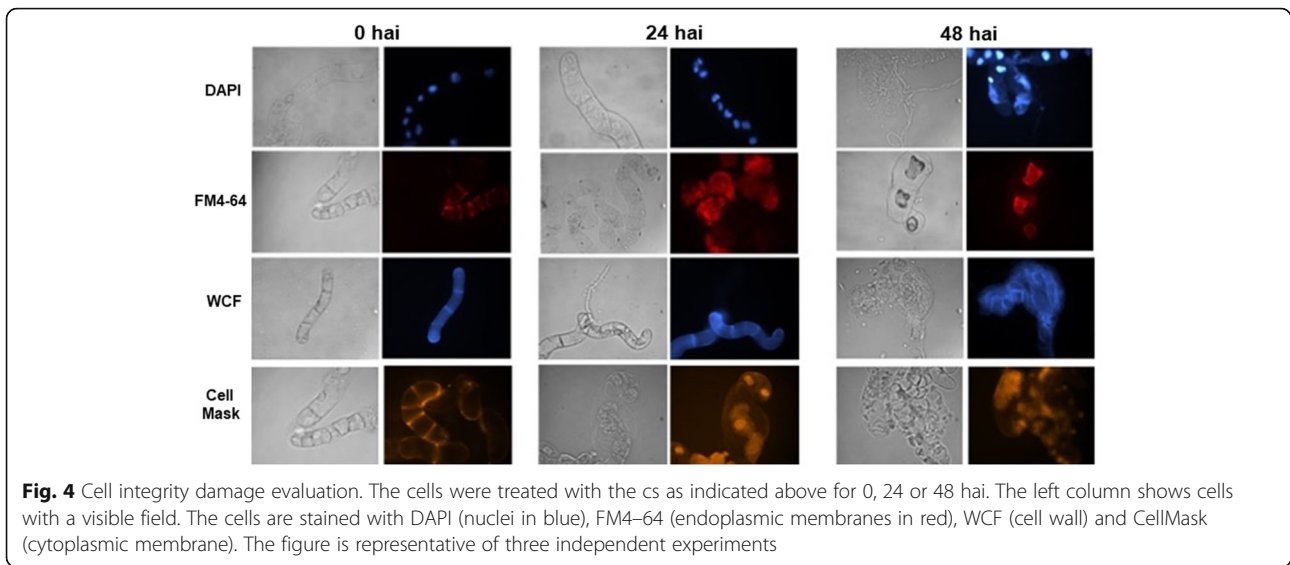 0 hai 24 hai 48 hai
DAPI
FM4-64
WCF
Cell
Mask
Fig. 4 Cell integrity damage evaluation. The cells were treated with the cs as indicated above for 0, 24 or 48 hai. The left column shows cells
with a visible field. The cells are stained with DAPI (nuclei in blue), FM4–64 (endoplasmic membranes in red), WCF (cell wall) and CellMask
(cytoplasmic membrane). The figure is representative of three independent experiments